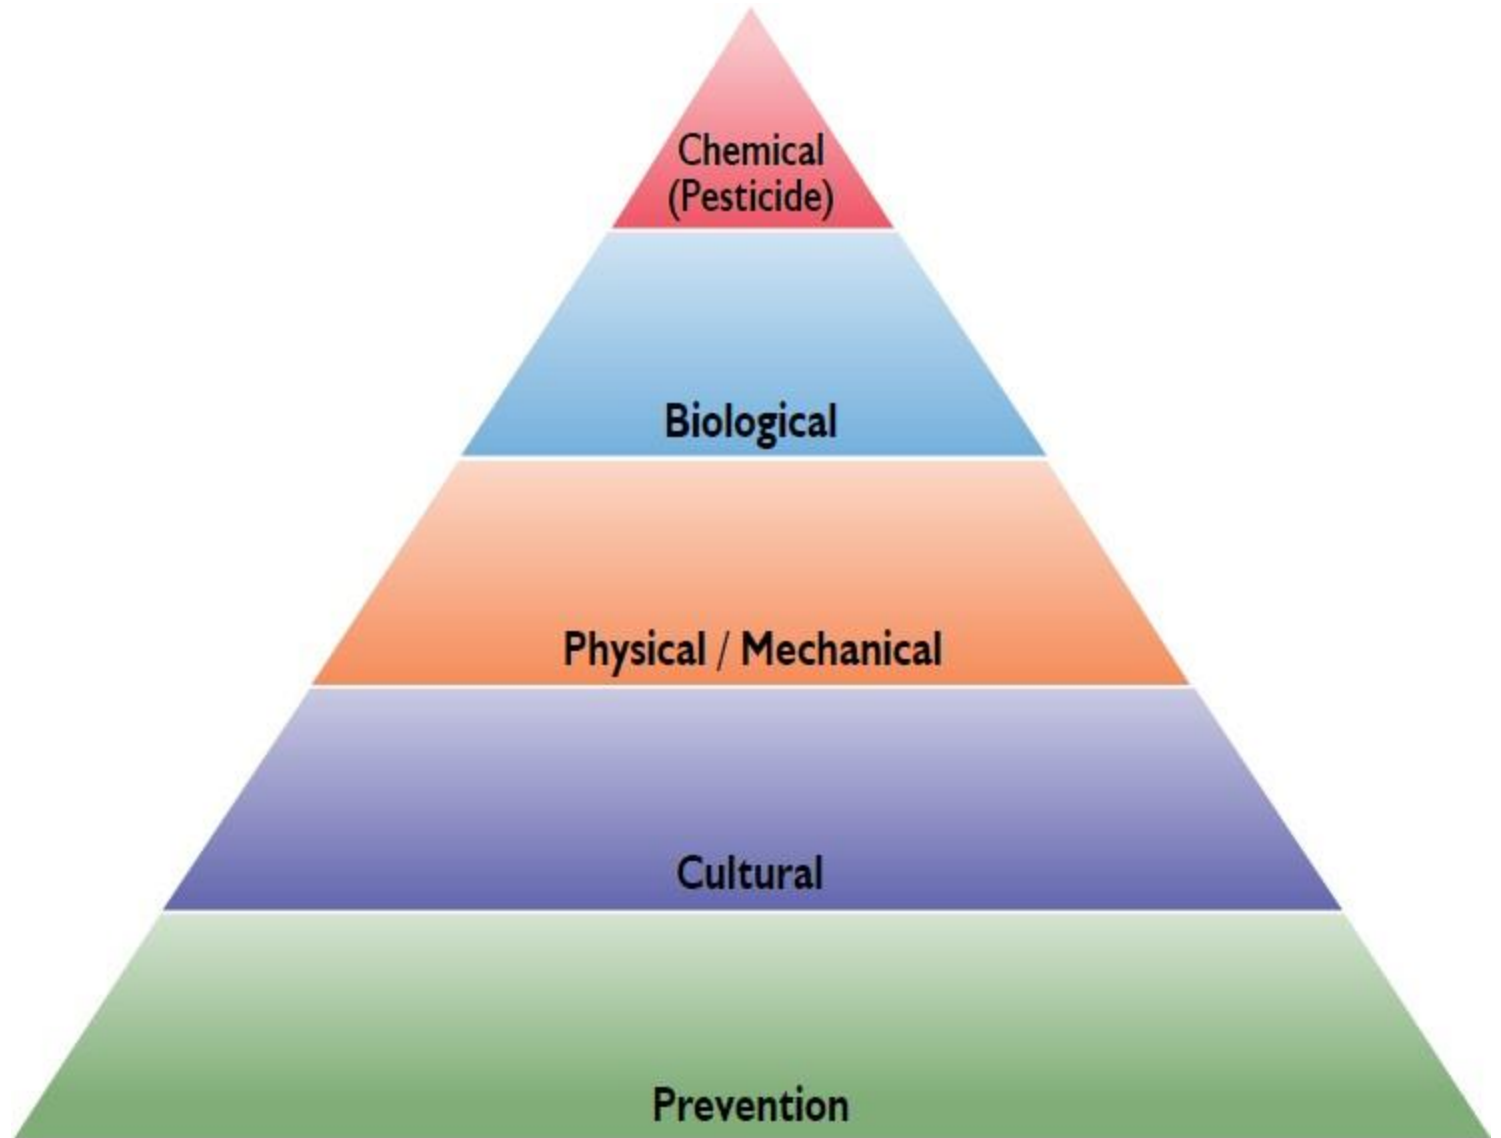 Chemical
(Pesticide)
Biological
Physical / Mechanical
Cultural
Prevention